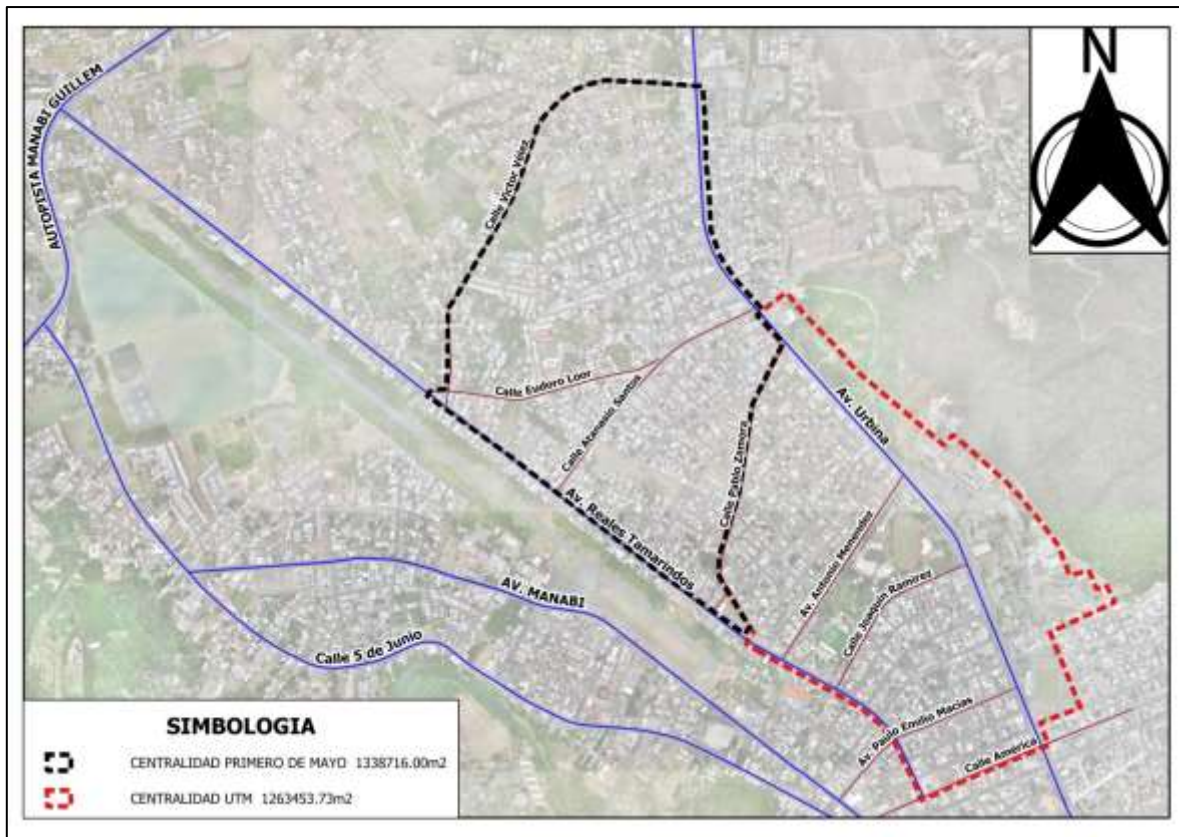 N
AUTOPISTA MANABI GUILLEM
Calle Victor Vélez
Calle Eudoro Loor
Calle Atanasio Santos
Av. Urbina
Calle Pablo Zamora
Av. Reales Tamarindos
Av. Antonio Menendez
AV. MANABI
Calle Joaquin Ramirez
Calle 5 de Junio
Av. Paulo Emilio Macias
Calle America
SIMBOLOGIA
CENTRALIDAD PRIMERO DE MAYO 1338716.00m2
CENTRALIDAD UTM 1263453.73m2